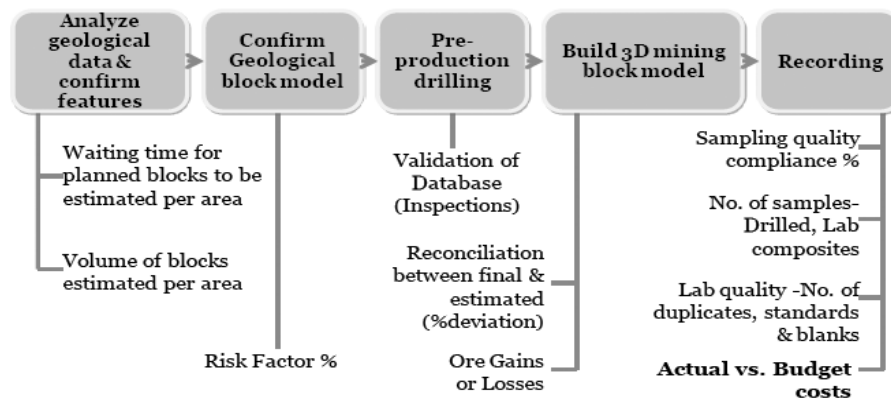 Analyze
geological
data &
confirm
features
Confirm
Geological
block model
Pre-
production
drilling
Build 3D mining
block model
Recording
Waiting time for
planned blocks to be
estimated per area
Volume of blocks
estimated per area
Risk Factor %
Validation of
Database
(Inspections)
Reconciliation
between final &
estimated
(%deviation)
Ore Gains
or Losses
Sampling quality
compliance %
No. of samples-
Drilled, Lab
composites
Lab quality -No. of
duplicates, standards
& blanks
Actual vs. Budget
costs